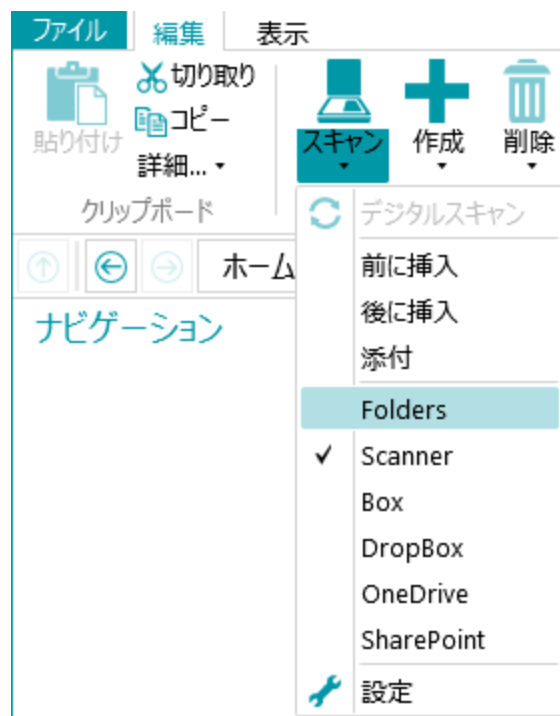 ファイル 編集 表示
貼り付け
切り取り
コピー
詳細...
クリップボード
スキャン
作成
削除
ホーム
ナビゲーション
デジタルスキャン
前に挿入
後に挿入
添付
Folders
Scanner
Box
DropBox
OneDrive
SharePoint
設定